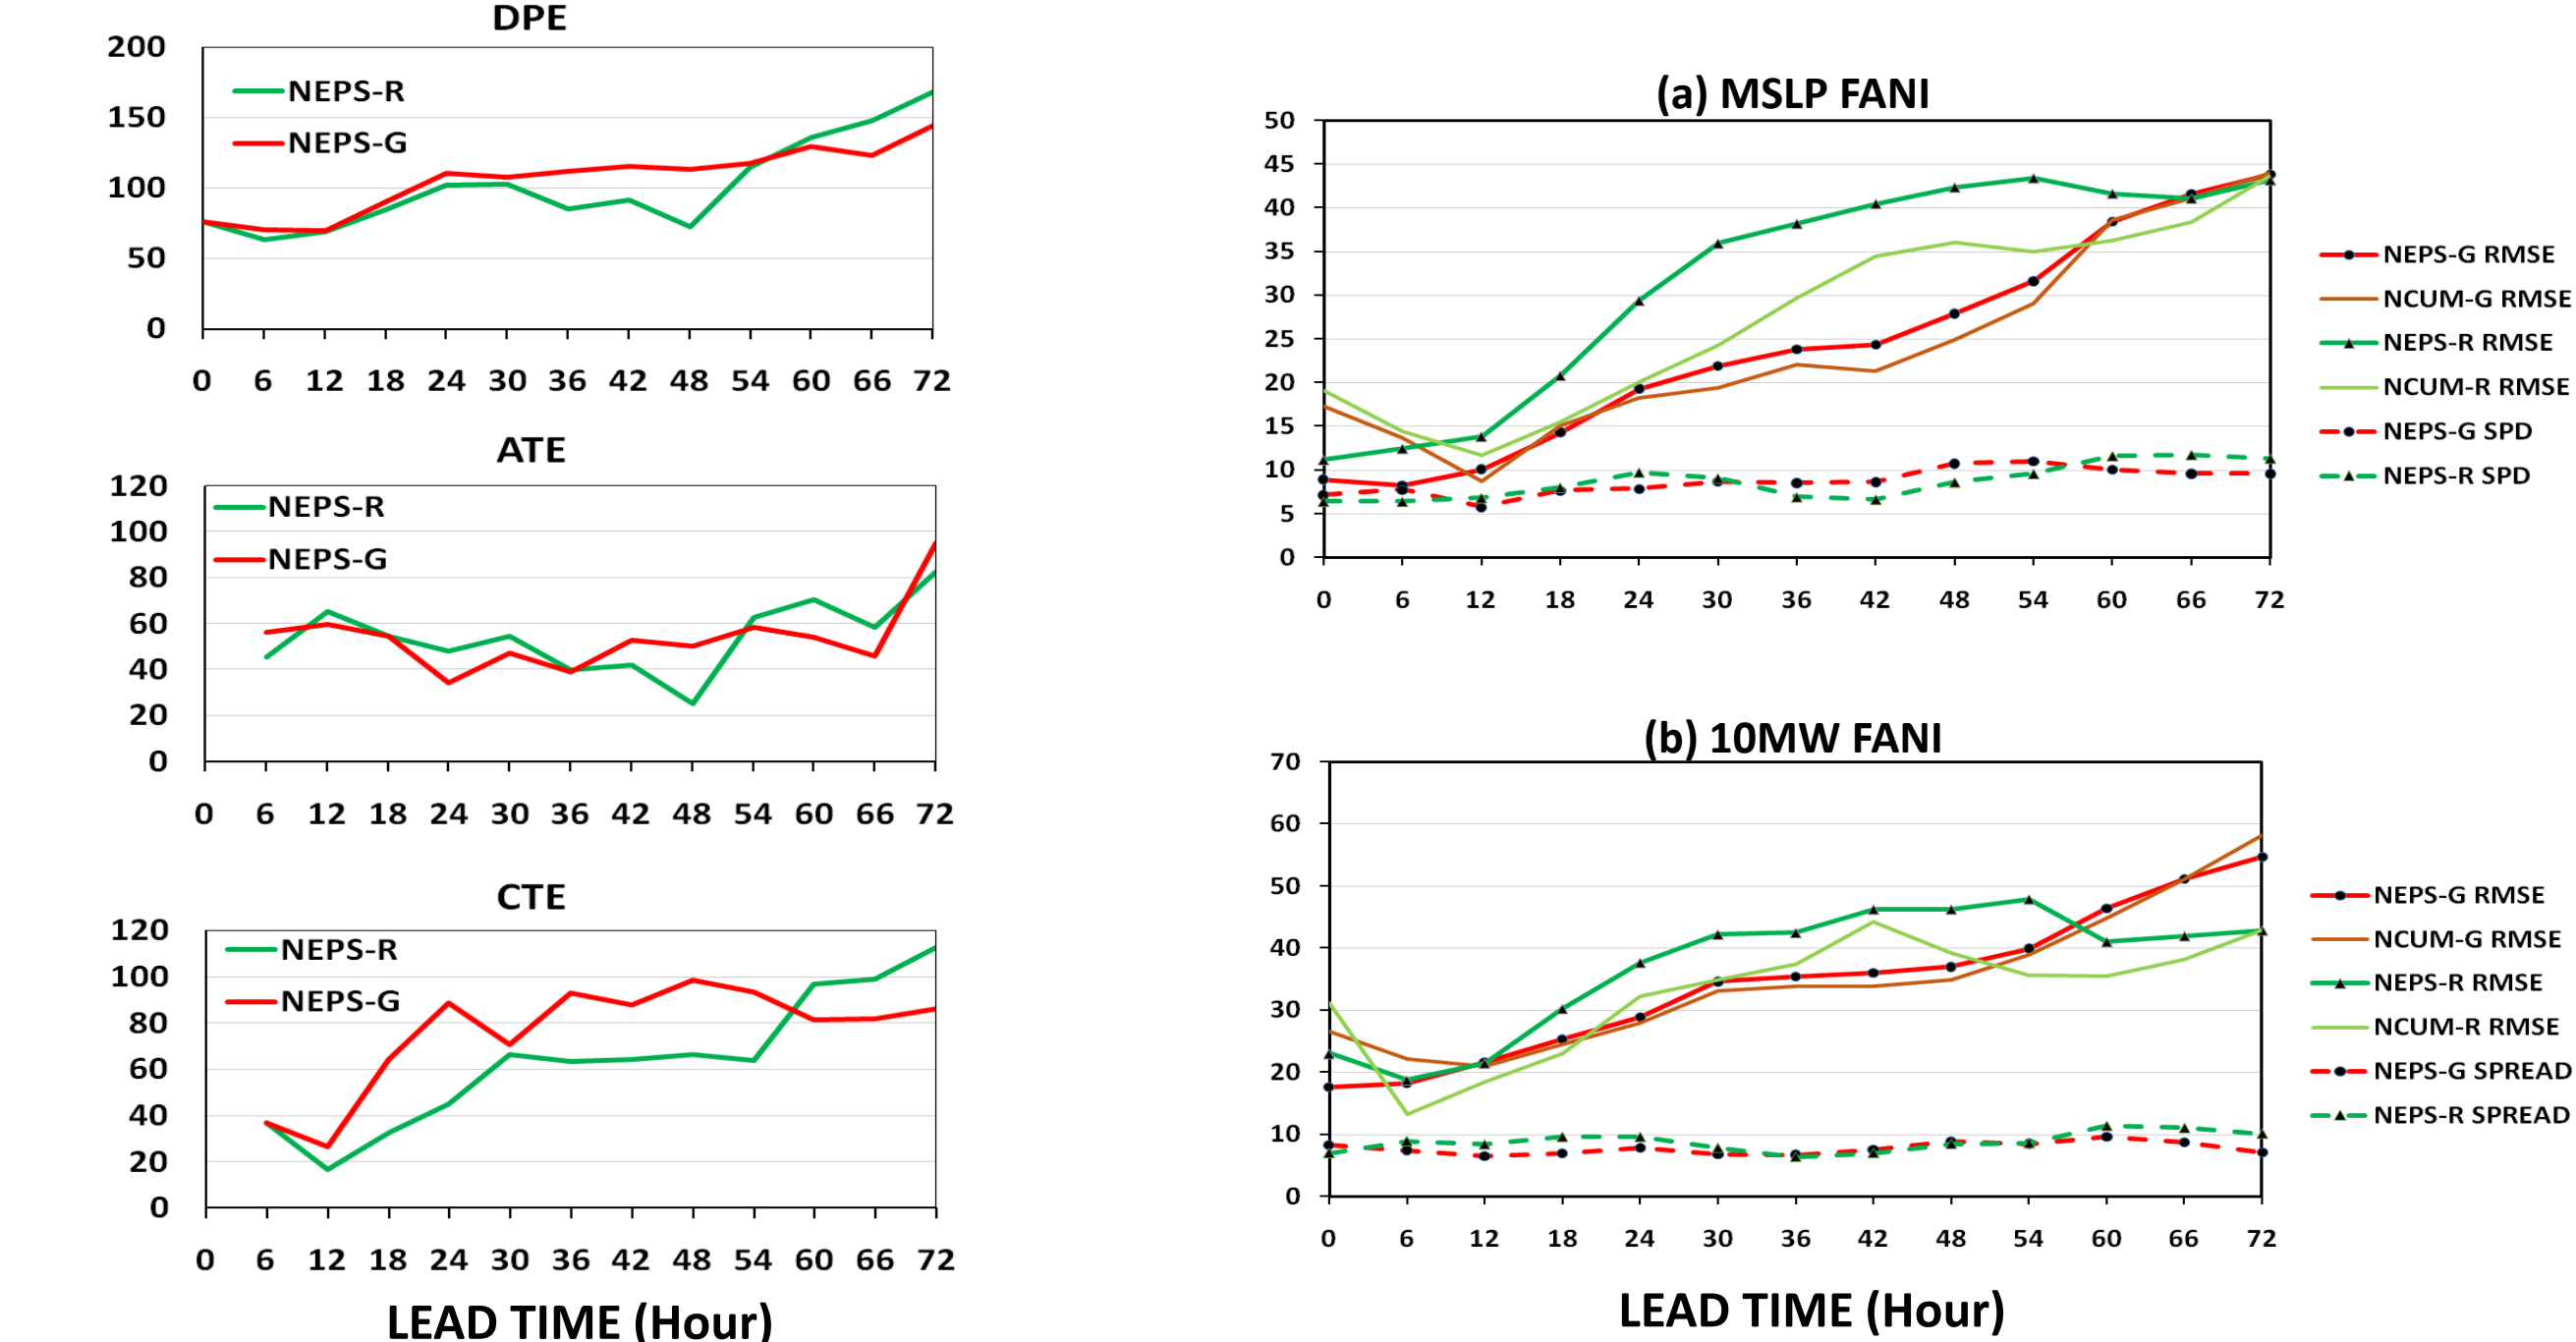 DPE
200
150
100
50
0
NEPS-R
NEPS-G
0 6 12 18 24 30 36 42 48 54 60 66 72
ATE
120
100
80
60
40
20
0
NEPS-R
NEPS-G
0 6 12 18 24 30 36 42 48 54 60 66 72
CTE
120
100
80
60
40
20
0
NEPS-R
NEPS-G
0 6 12 18 24 30 36 42 48 54 60 66 72
LEAD TIME (Hour)
(a) MSLP FANI
50
45
40
35
30
25
20
15
10
5
0
0 6 12 18 24 30 36 42 48 54 60 66 72
NEPS-G RMSE
NCUM-G RMSE
NEPS-R RMSE
NCUM-R RMSE
NEPS-G SPD
NEPS-R SPD
(b) 10MW FANI
70
60
50
40
30
20
10
0
0 6 12 18 24 30 36 42 48 54 60 66 72
NEPS-G RMSE
NCUM-G RMSE
NEPS-R RMSE
NCUM-R RMSE
NEPS-G SPREAD
NEPS-R SPREAD
LEAD TIME (Hour)